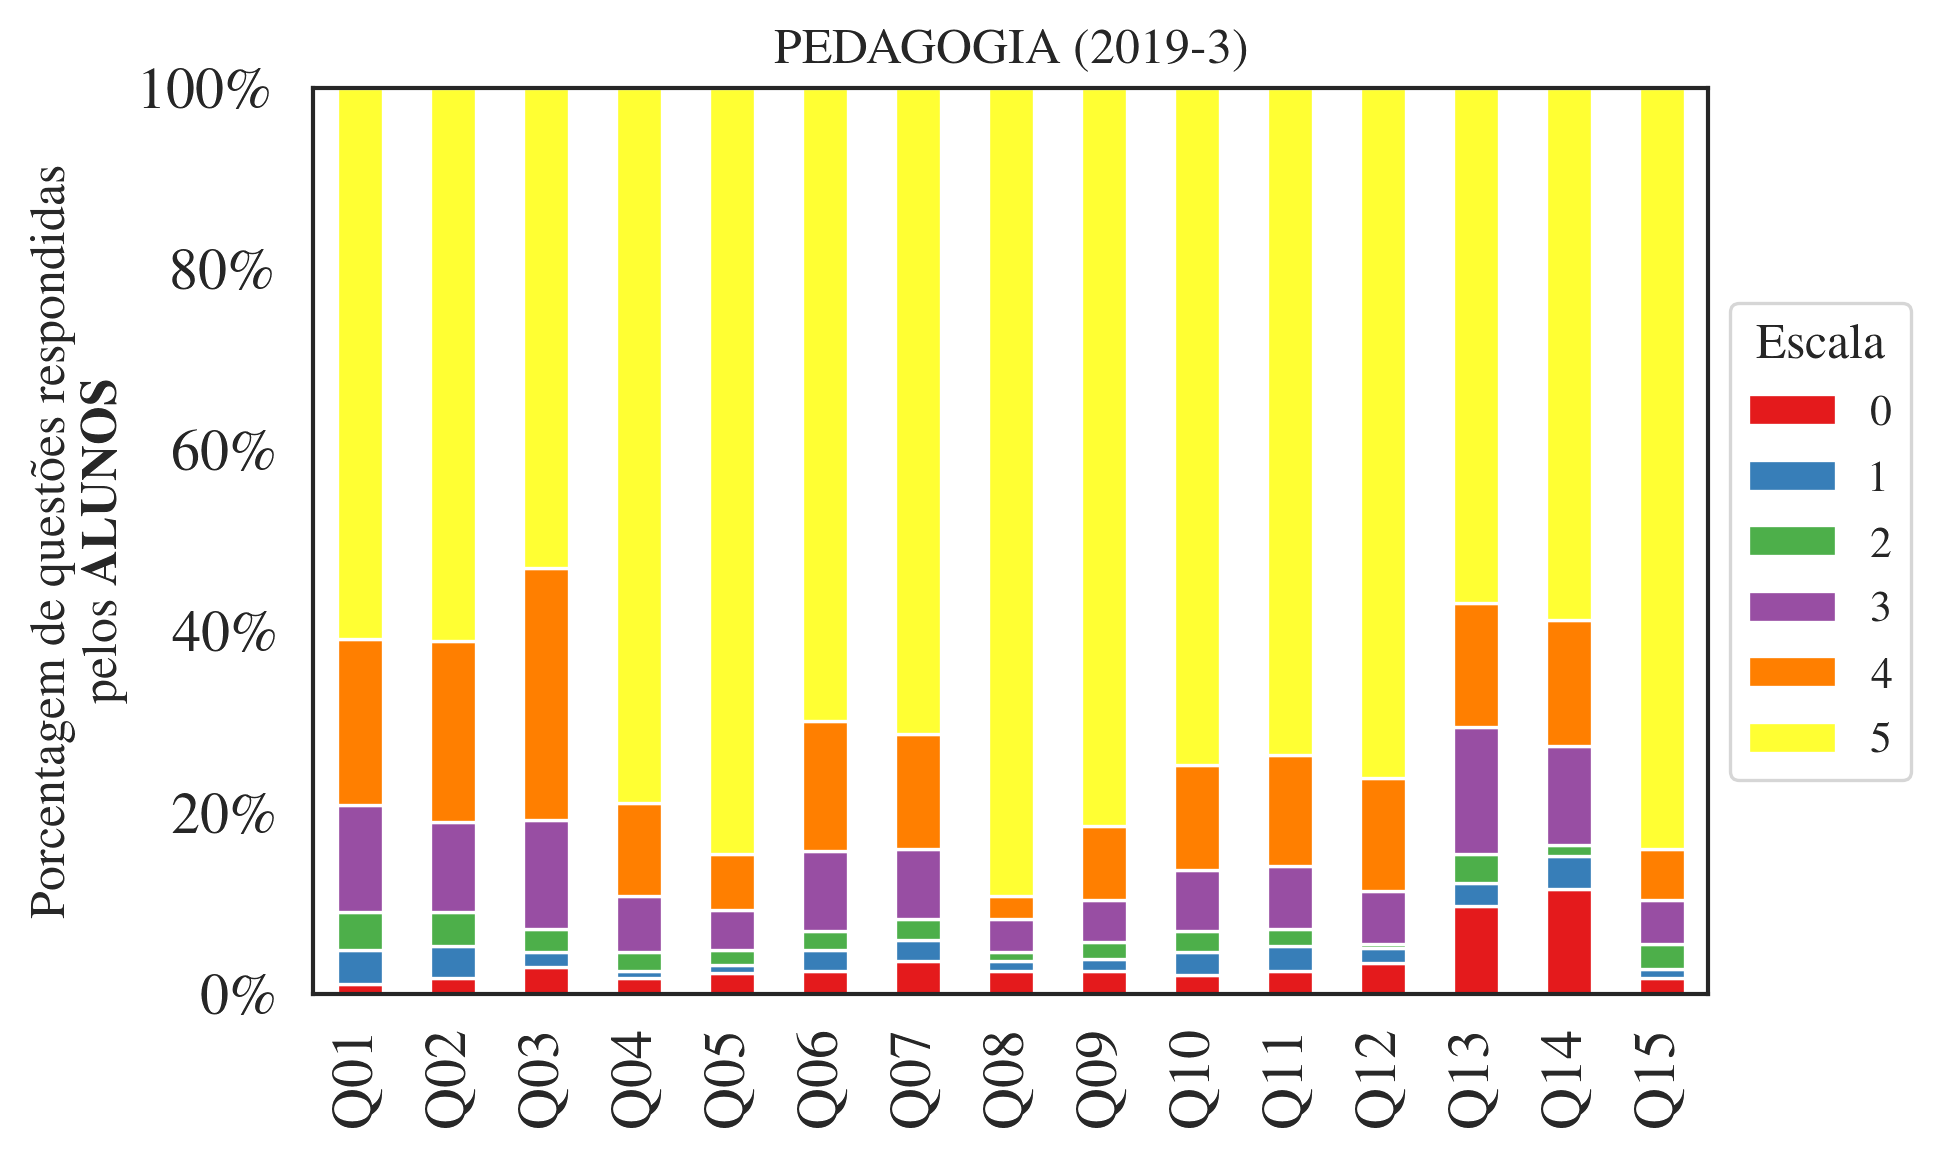 PEDAGOGIA (2019-3)
Porcentagem de questões respondidas
pelos ALUNOS
100%
80%
60%
40%
20%
0%
Q01
Q02
Q03
Q04
Q05
Q06
Q07
Q08
Q09
Q10
Q11
Q12
Q13
Q14
Q15
Escala
0
1
2
3
4
5